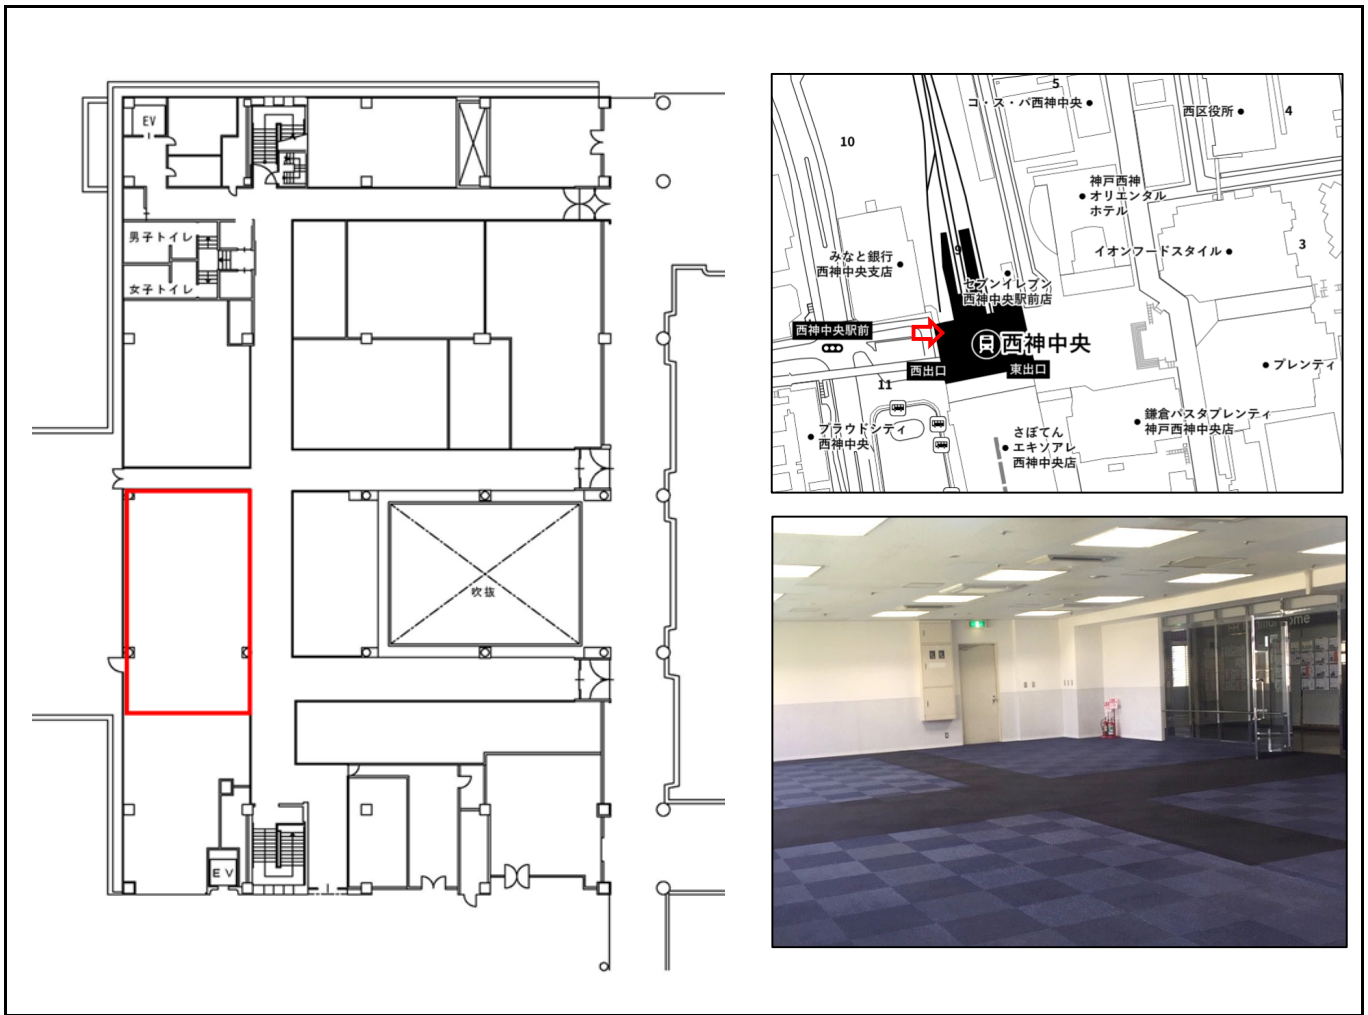 EV
男子トイレ
女子トイレ
吹抜
EV
5
コ・ス・パ西神中央
西区役所
4
10
神戸西神
オリエンタル
ホテル
みなと銀行
西神中央支店
9
イオンフードスタイル
3
セブンイレブン
西神中央駅前店
西神中央駅前
西神中央
西出口
東出口
11
プレンティ
プラウドシティ
西神中央
さぼてん
エキソアレ
西神中央店
鎌倉パスタプレンティ
神戸西神中央店